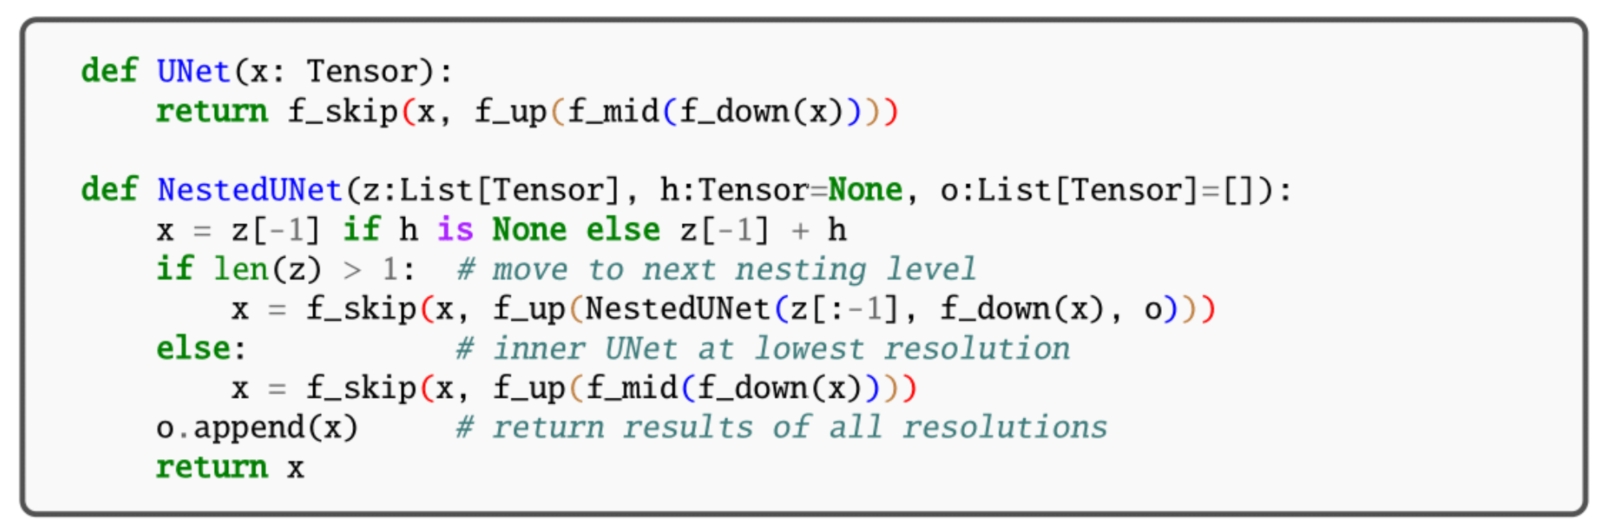 def UNet(x: Tensor):
    return f_skip(x, f_up(f_mid(f_down(x))))

def NestedUNet(z:List[Tensor], h:Tensor=None, o:List[Tensor]=[]):
    x = z[-1] if h is None else z[-1] + h
    if len(z) > 1:  # move to next nesting level
        x = f_skip(x, f_up(NestedUNet(z[:-1], f_down(x), o)))
    else:           # inner UNet at lowest resolution
        x = f_skip(x, f_up(f_mid(f_down(x))))
    o.append(x)     # return results of all resolutions
    return x